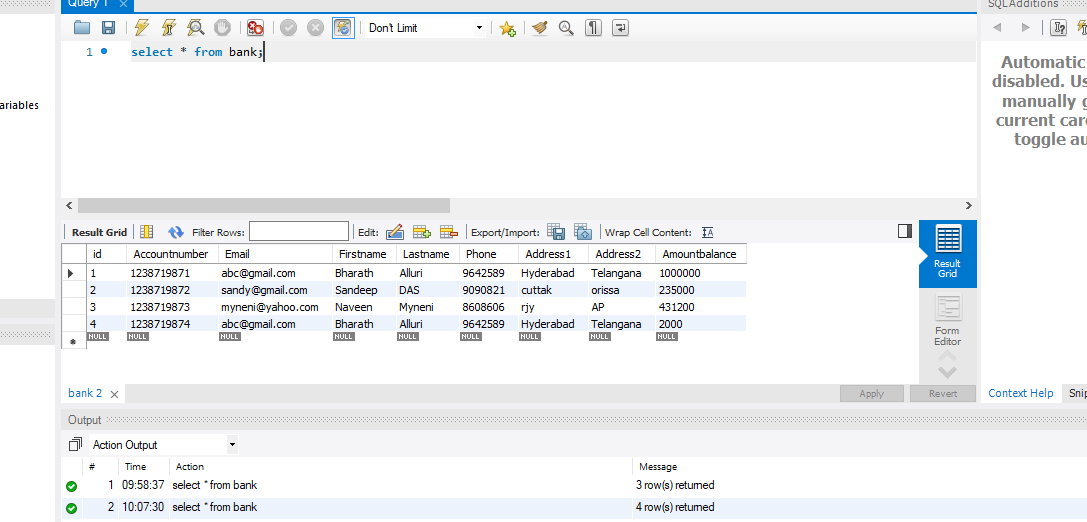 Query 1
SQLAdditions
Don't Limit
1 select * from bank;
ariables
Automatic
disabled. Us
manually g
current car
toggle au
Result Grid Filter Rows: Edit: Export/Import: Wrap Cell Content:
id Accountnumber Email Firstname Lastname Phone Address1 Address2 Amountbalance
1 1238719871 abc@gmail.com Bharath Alluri 9642589 Hyderabad Telangana 1000000
2 1238719872 sandy@gmail.com Sandeep DAS 9090821 cuttak orissa 235000
3 1238719873 myneni@yahoo.com Naveen Myneni 8608606 rjy AP 431200
4 1238719874 abc@gmail.com Bharath Alluri 9642589 Hyderabad Telangana 2000
NULL NULL NULL NULL NULL NULL NULL NULL NULL
Result
Grid
Form
Editor
bank 2 Apply Revert Context Help Snip
Output
Action Output
# Time Action Message
1 09:58:37 select * from bank 3 row(s) returned
2 10:07:30 select * from bank 4 row(s) returned